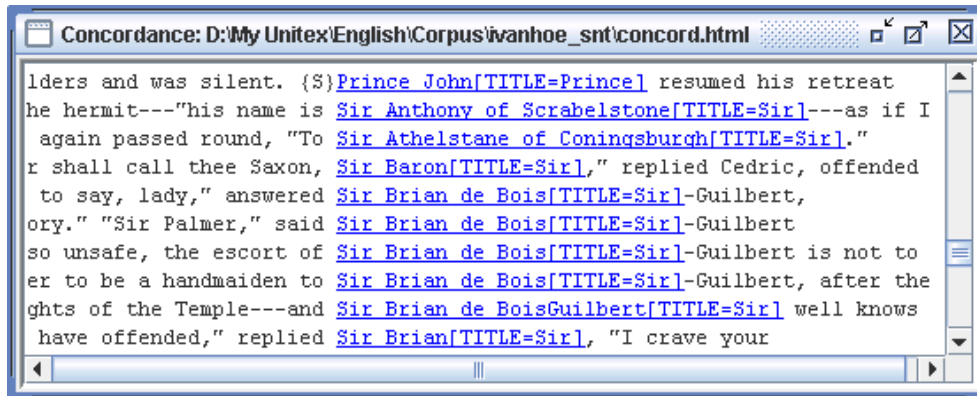 Concordance: D:\My Unitex\English\Corpus\ivanhoe_snt\concord.html
lders and was silent. {S}Prince John[TITLE=Prince] resumed his retreat
he hermit---"his name is Sir Anthony of Scrabelstone[TITLE=Sir]---as if I
again passed round, "To Sir Athelstane of Coningsburgh[TITLE=Sir]."
r shall call thee Saxon, Sir Baron[TITLE=Sir]," replied Cedric, offended
to say, lady," answered Sir Brian de Bois[TITLE=Sir]-Guilbert,
ory." "Sir Palmer," said Sir Brian de Bois[TITLE=Sir]-Guilbert
so unsafe, the escort of Sir Brian de Bois[TITLE=Sir]-Guilbert is not to
er to be a handmaiden to Sir Brian de Bois[TITLE=Sir]-Guilbert, after the
ghts of the Temple---and Sir Brian de BoisGuilbert[TITLE=Sir] well knows
have offended," replied Sir Brian[TITLE=Sir], "I crave your